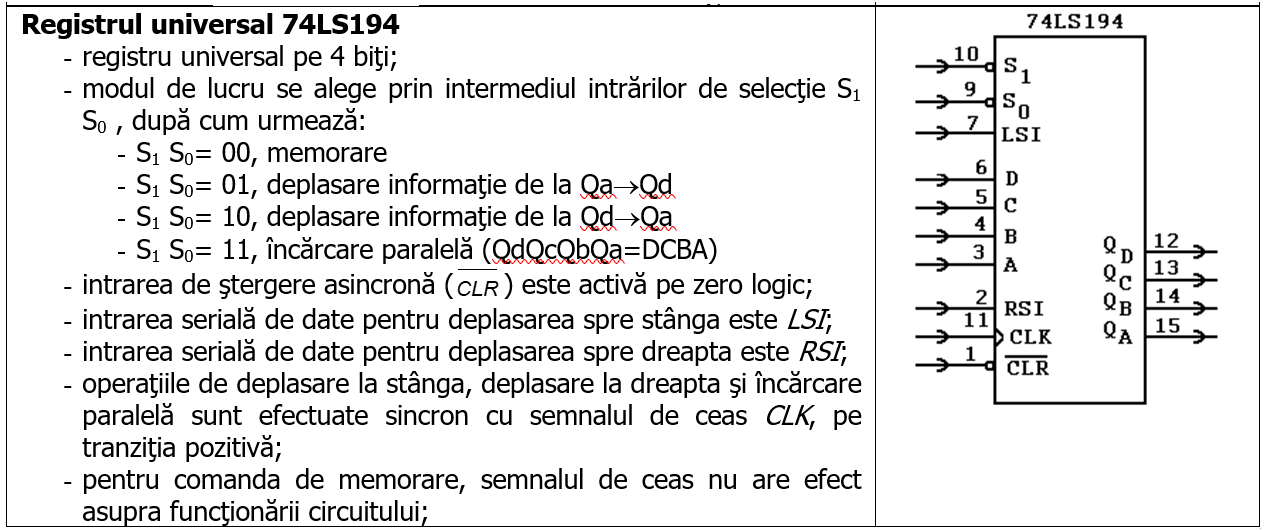 Registrul universal 74LS194
- registru universal pe 4 biţi;
- modul de lucru se alege prin intermediul intrărilor de selecţie S₁
S₀ , după cum urmează:
- S₁ S₀= 00, memorare
- S₁ S₀= 01, deplasare informaţie de la Qa→Qd
- S₁ S₀= 10, deplasare informaţie de la Qd→Qa
- S₁ S₀= 11, încărcare paralelă (QdQcQbQa=DCBA)
- intrarea de ştergere asincronă ( C̅L̅R̅ ) este activă pe zero logic;
- intrarea serială de date pentru deplasarea spre stânga este LSI;
- intrarea serială de date pentru deplasarea spre dreapta este RSI;
- operaţiile de deplasare la stânga, deplasare la dreapta şi încărcare
paralelă sunt efectuate sincron cu semnalul de ceas CLK, pe
tranziţia pozitivă;
- pentru comanda de memorare, semnalul de ceas nu are efect
asupra funcţionării circuitului;
74LS194
10 S₁
9 S₀
7 LSI
6 D
5 C
4 B
3 A
Q_D 12
Q_C 13
Q_B 14
Q_A 15
2 RSI
11 CLK
1 C̅L̅R̅